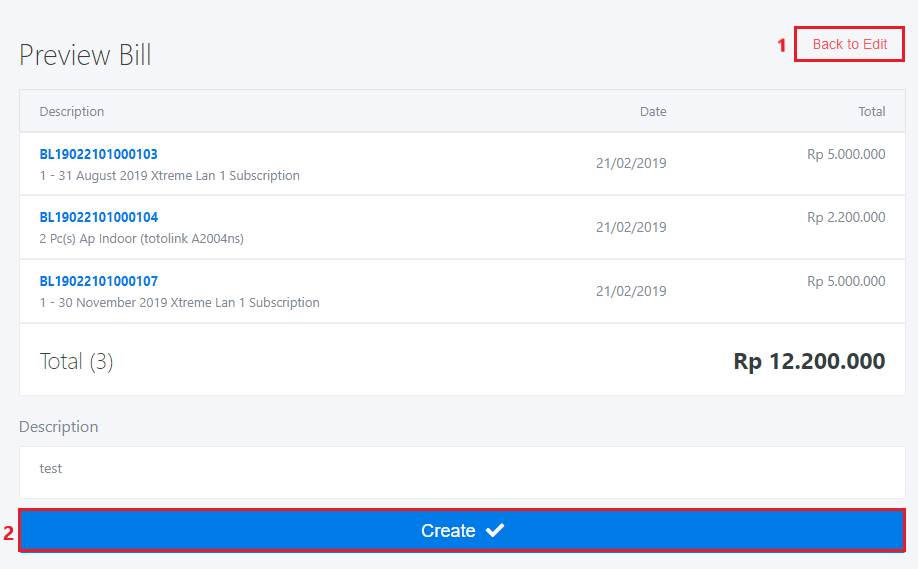 Preview Bill
1 Back to Edit
Description Date Total
BL19022101000103
1 - 31 August 2019 Xtreme Lan 1 Subscription
21/02/2019
Rp 5.000.000
BL19022101000104
2 Pc(s) Ap Indoor (totolink A2004ns)
21/02/2019
Rp 2.200.000
BL19022101000107
1 - 30 November 2019 Xtreme Lan 1 Subscription
21/02/2019
Rp 5.000.000
Total (3) Rp 12.200.000
Description
test
2 Create